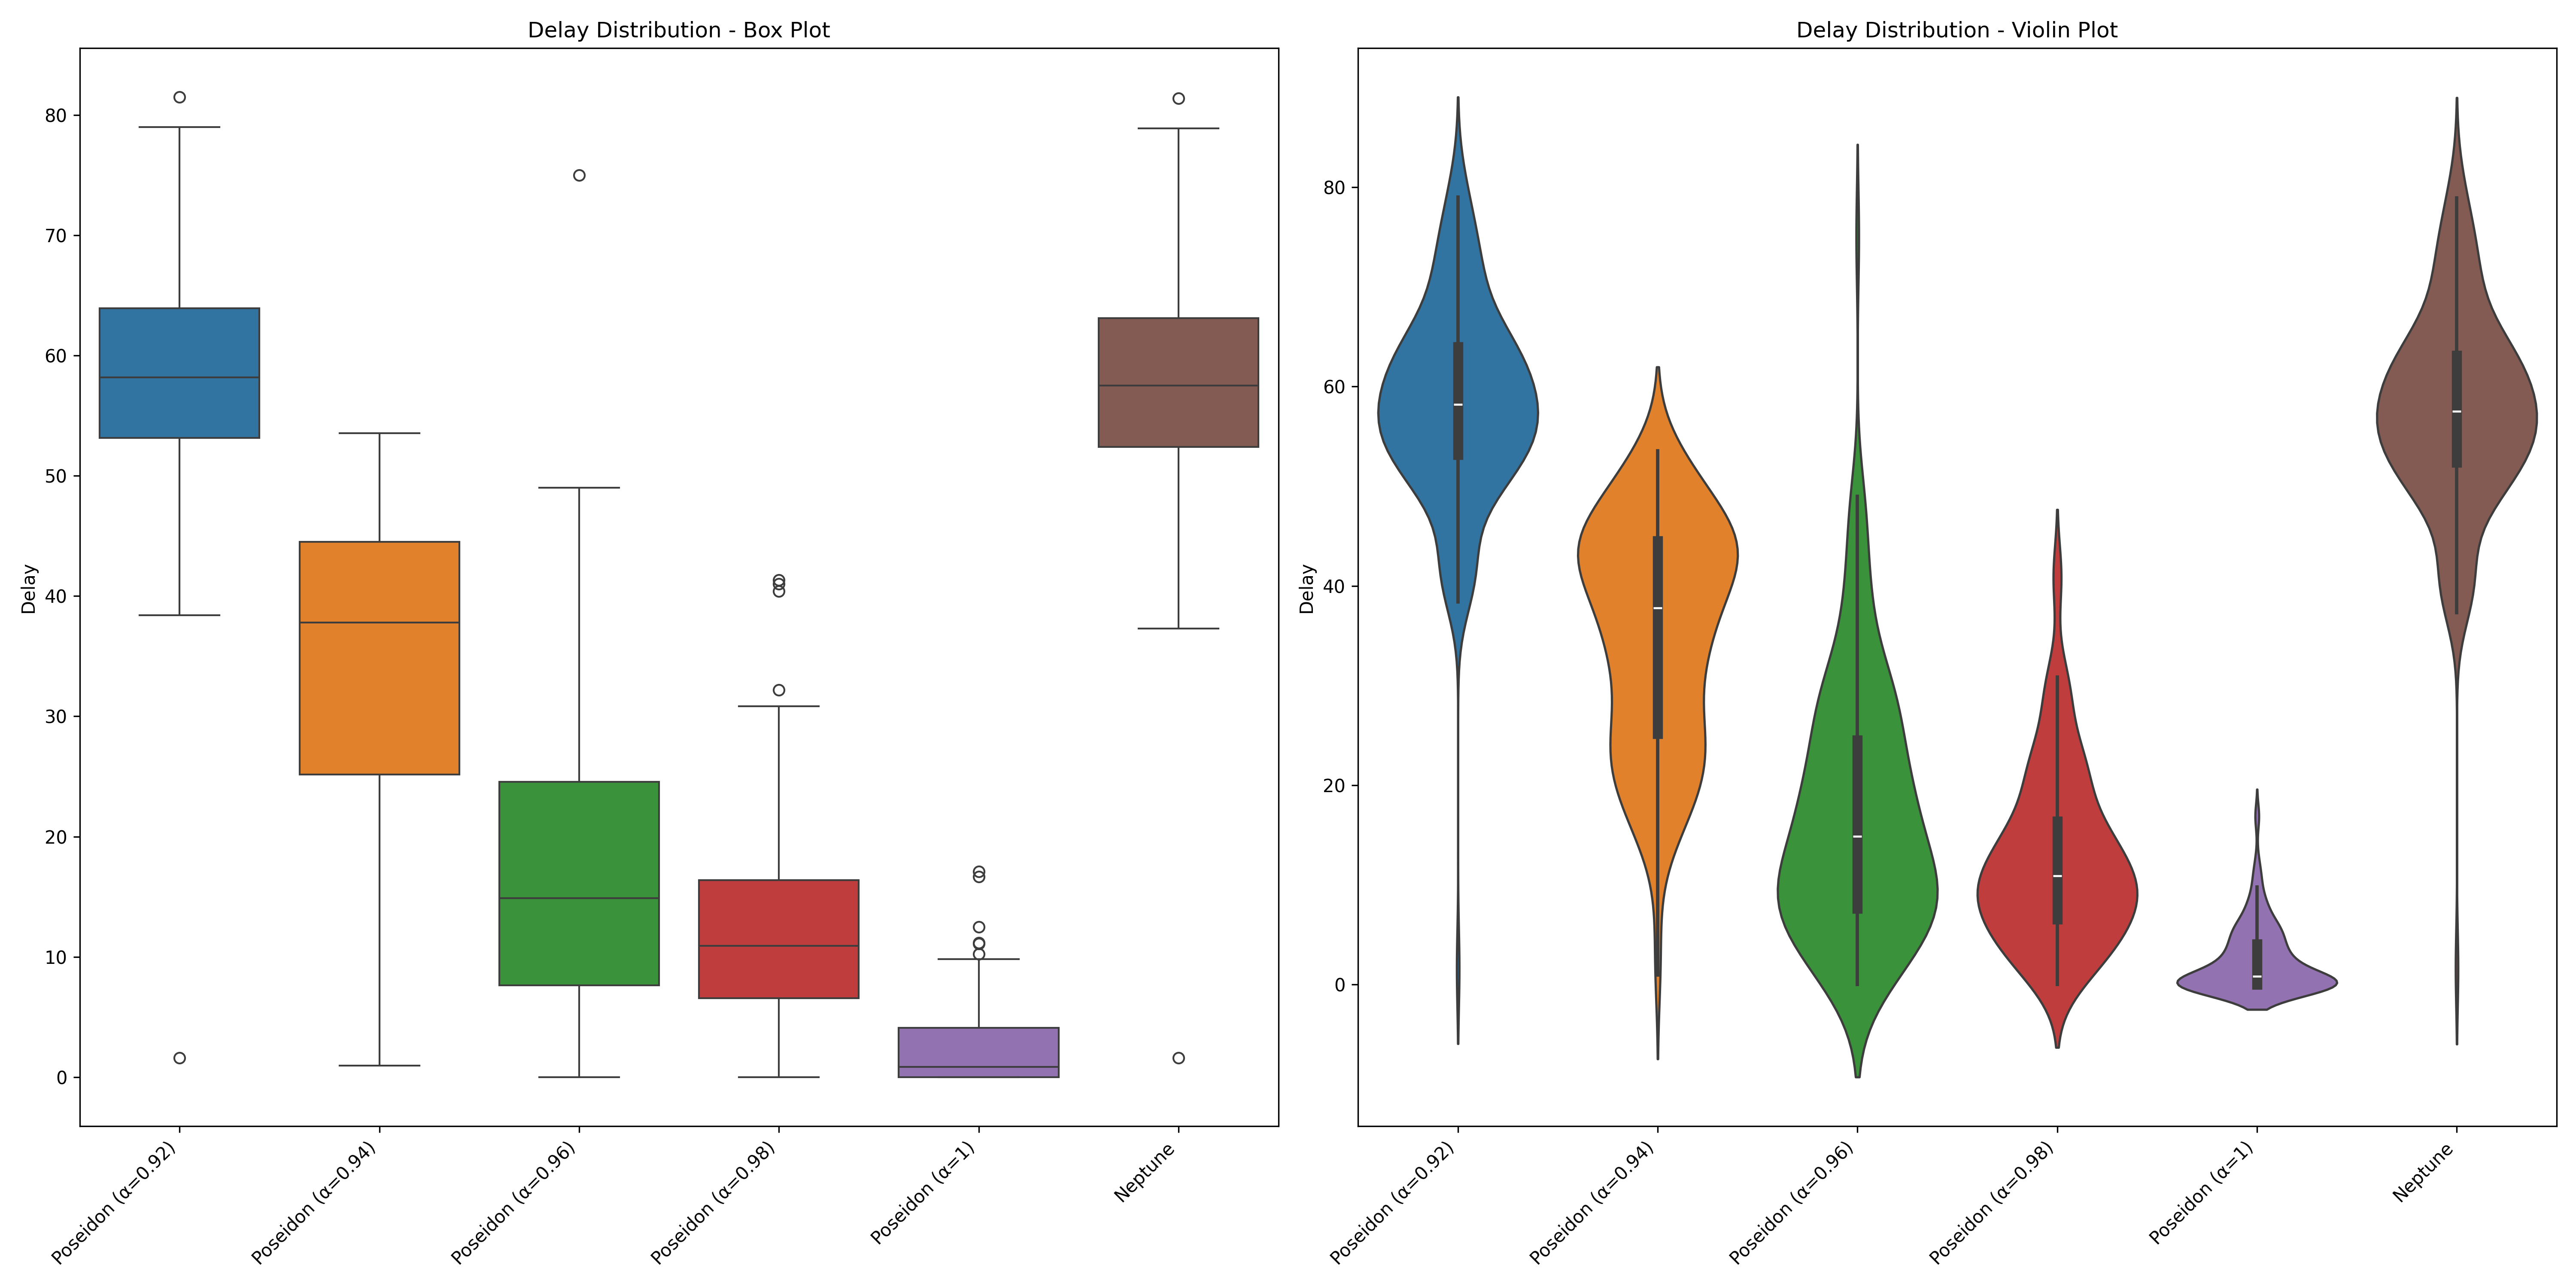 Delay Distribution - Box Plot
Delay
80
70
60
50
40
30
20
10
0
Poseidon (α=0.92)
Poseidon (α=0.94)
Poseidon (α=0.96)
Poseidon (α=0.98)
Poseidon (α=1)
Neptune
Delay Distribution - Violin Plot
Delay
80
60
40
20
0
Poseidon (α=0.92)
Poseidon (α=0.94)
Poseidon (α=0.96)
Poseidon (α=0.98)
Poseidon (α=1)
Neptune